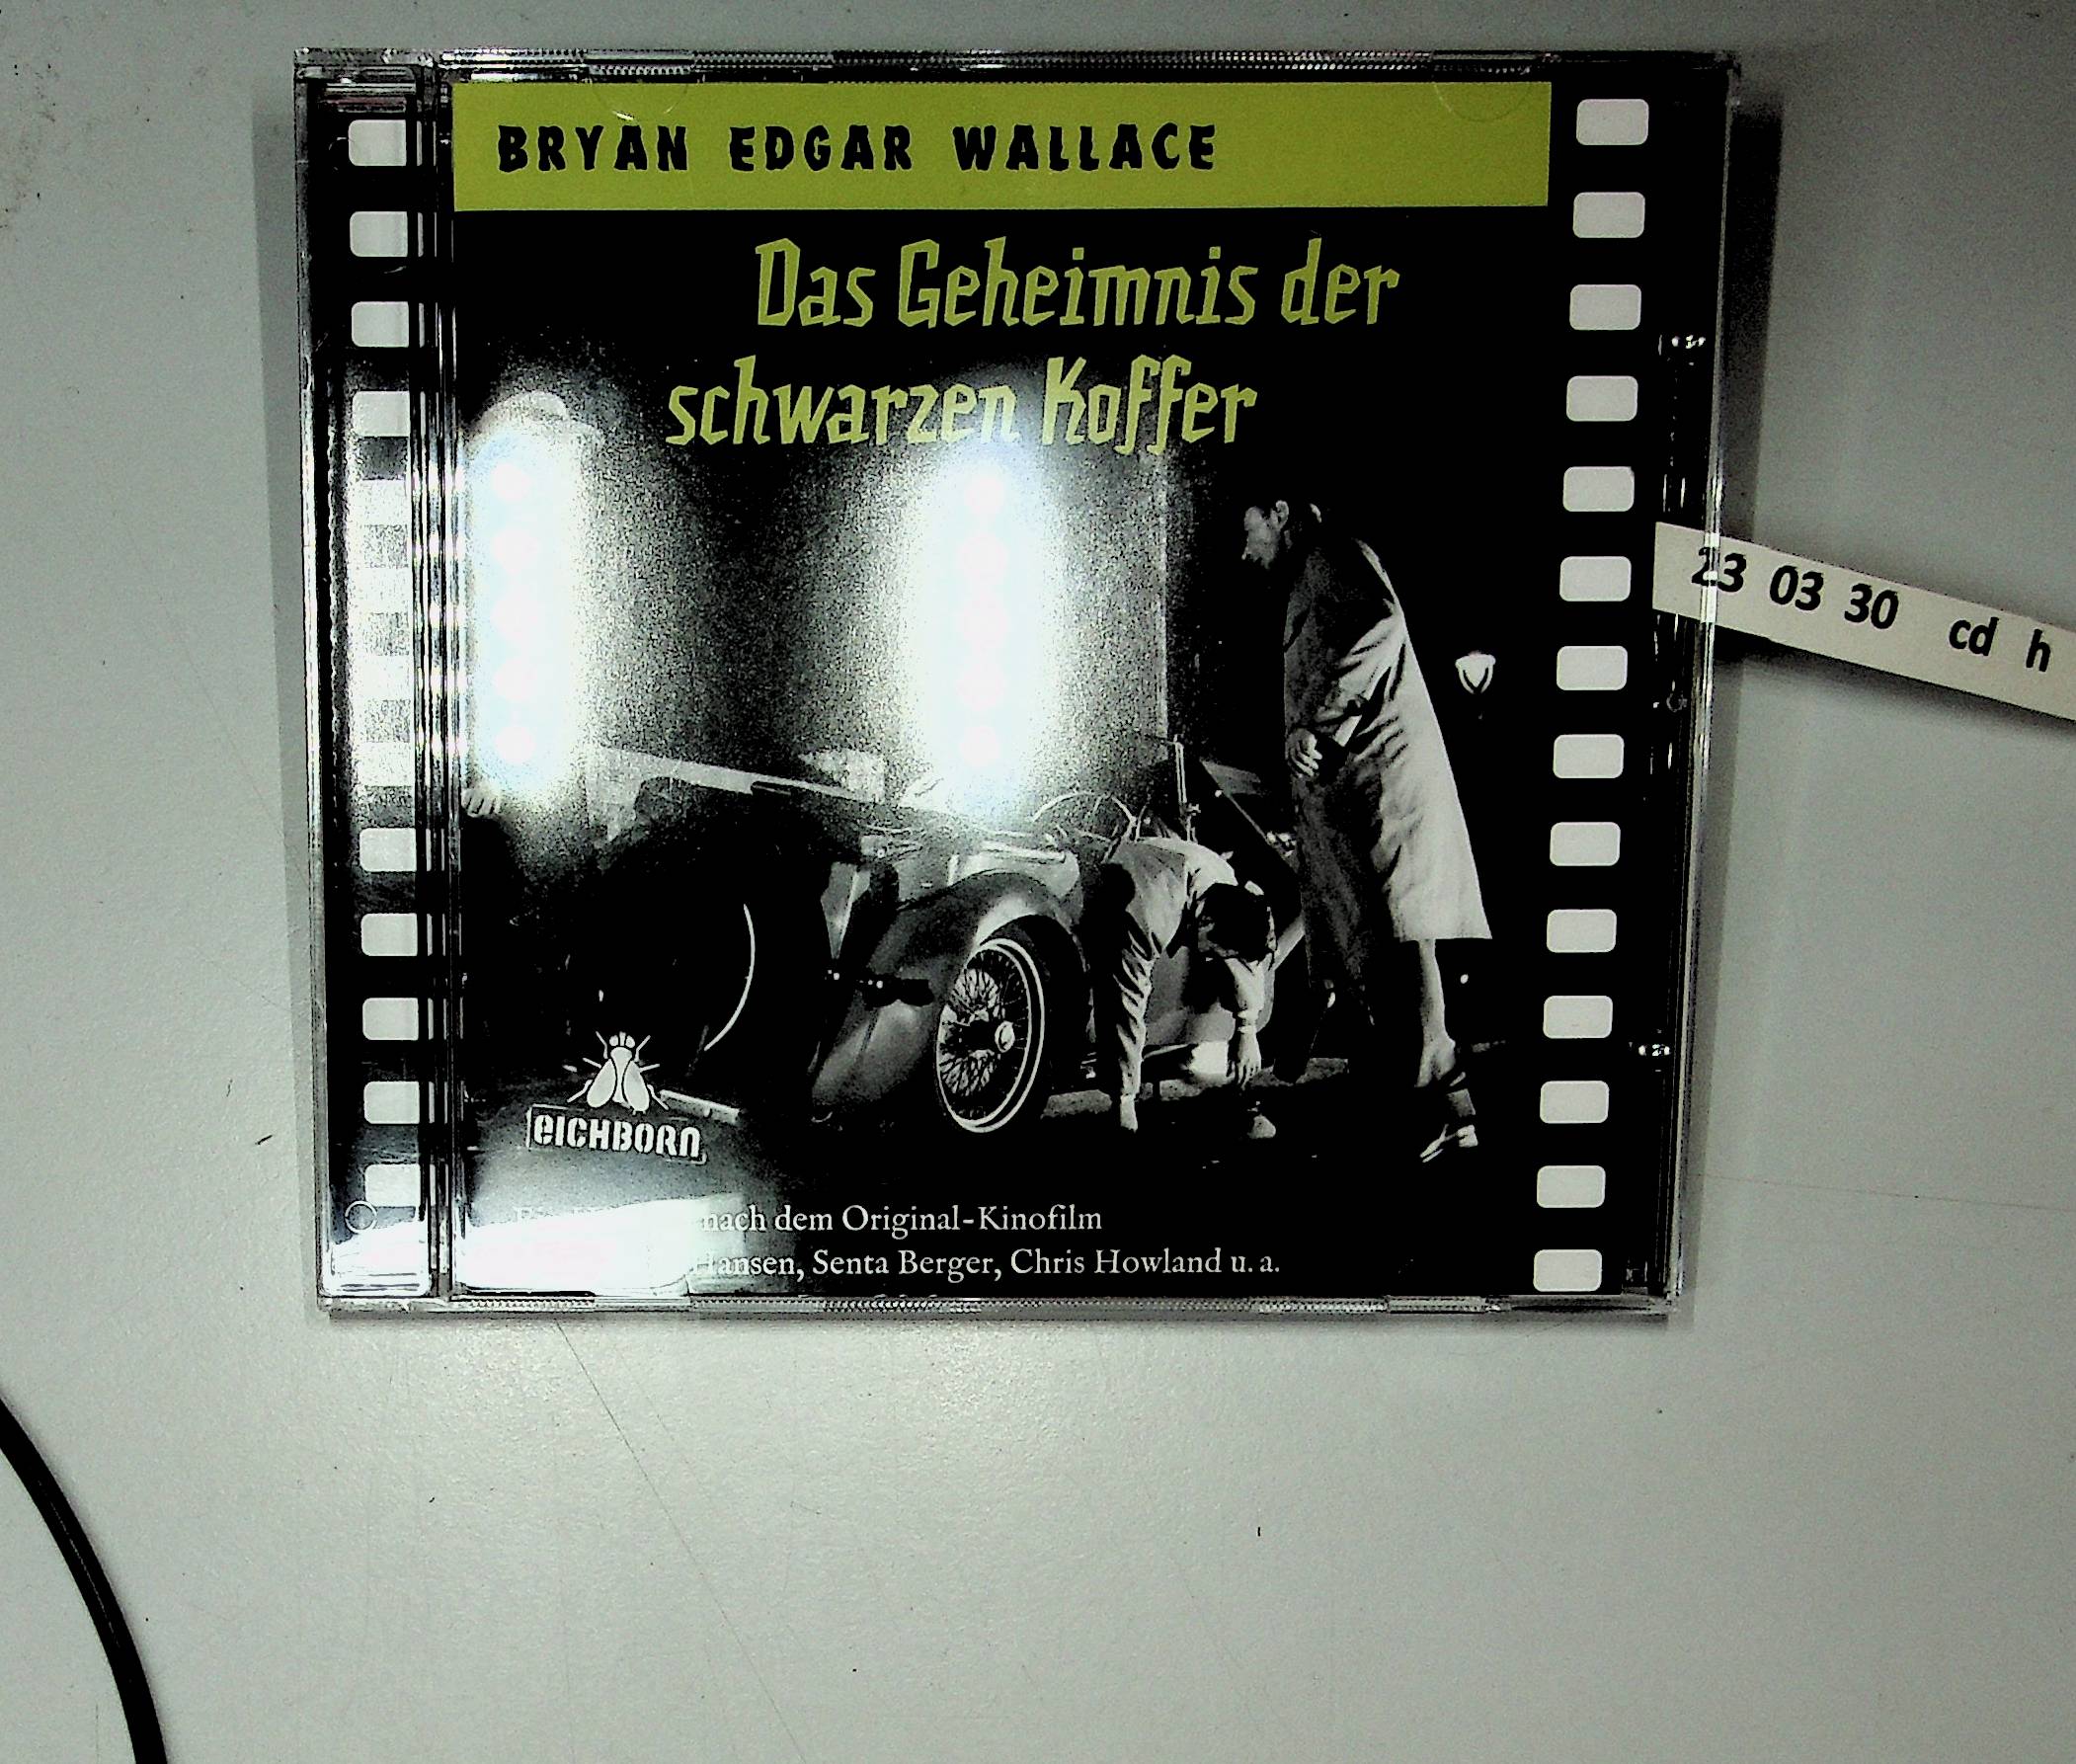 BRYAN EDGAR WALLACE
Das Geheimnis der
schwarzen Koffer
23 03 30 cd h
eICHBORN
nach dem Original-Kinofilm
Hansen, Senta Berger, Chris Howland u. a.